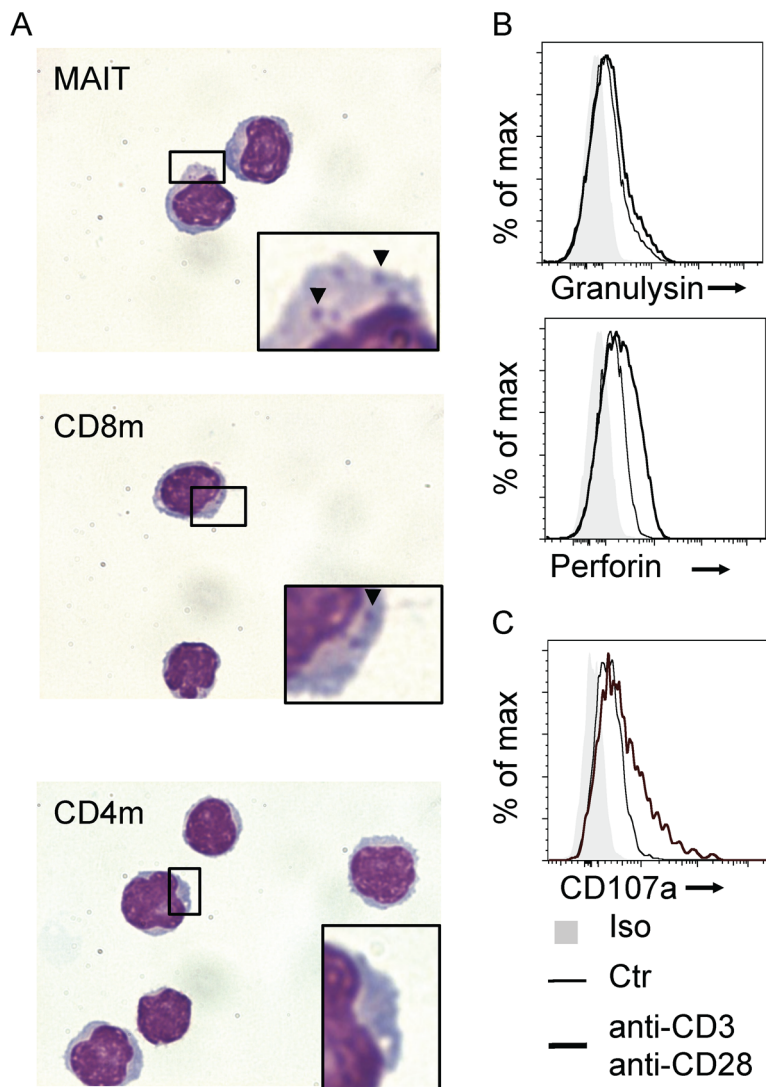 A
MAIT
CD8m
CD4m
B
% of max
Granulysin
% of max
Perforin
C
% of max
CD107a
Iso
Ctr
anti-CD3
anti-CD28